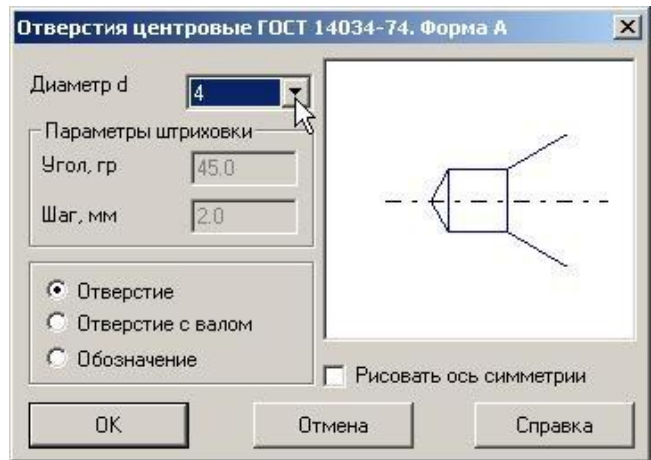 Отверстия центровые ГОСТ 14034-74. Форма А
Диаметр d
4
Параметры штриховки
Угол, гр
45.0
Шаг, мм
2.0
Отверстие
Отверстие с валом
Обозначение
Рисовать ось симметрии
OK
Отмена
Справка